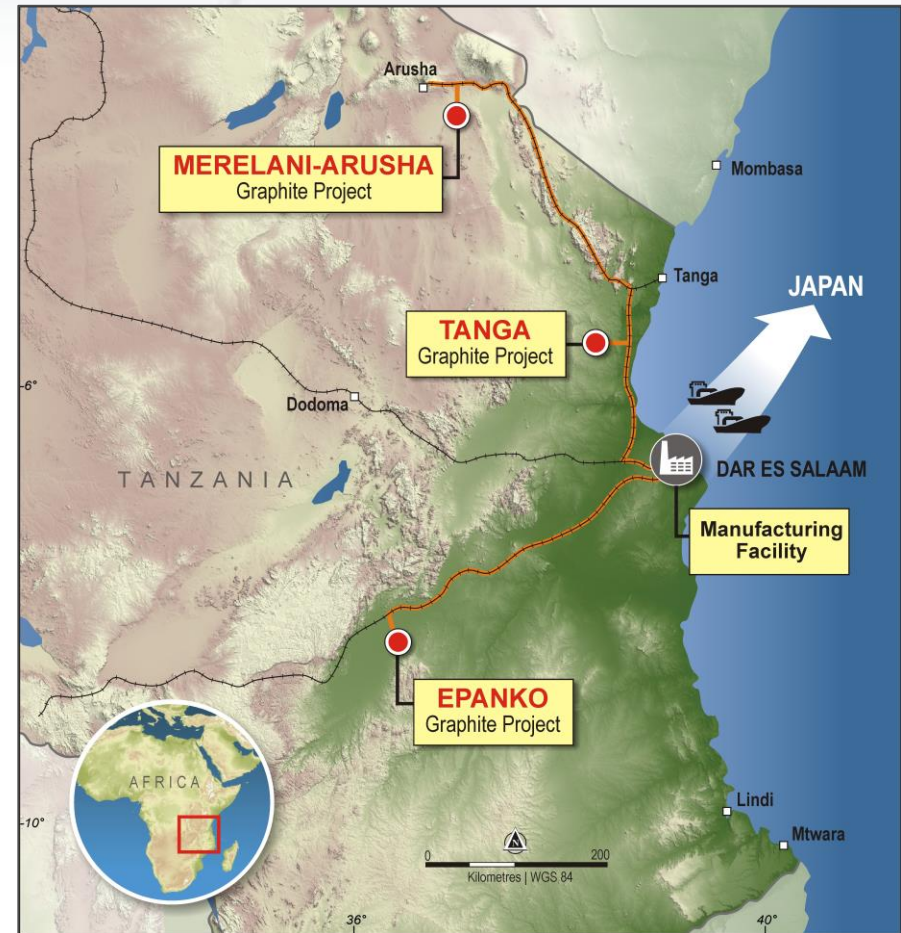 Arusha
MERELANI-ARUSHA
Graphite Project
Mombasa
Tanga
JAPAN
TANGA
Graphite Project
-6°
Dodoma
TANZANIA
DAR ES SALAAM
Manufacturing
Facility
EPANKO
Graphite Project
AFRICA
Lindi
-10°
Mtwara
N
0 200
Kilometres | WGS 84
36° 40°